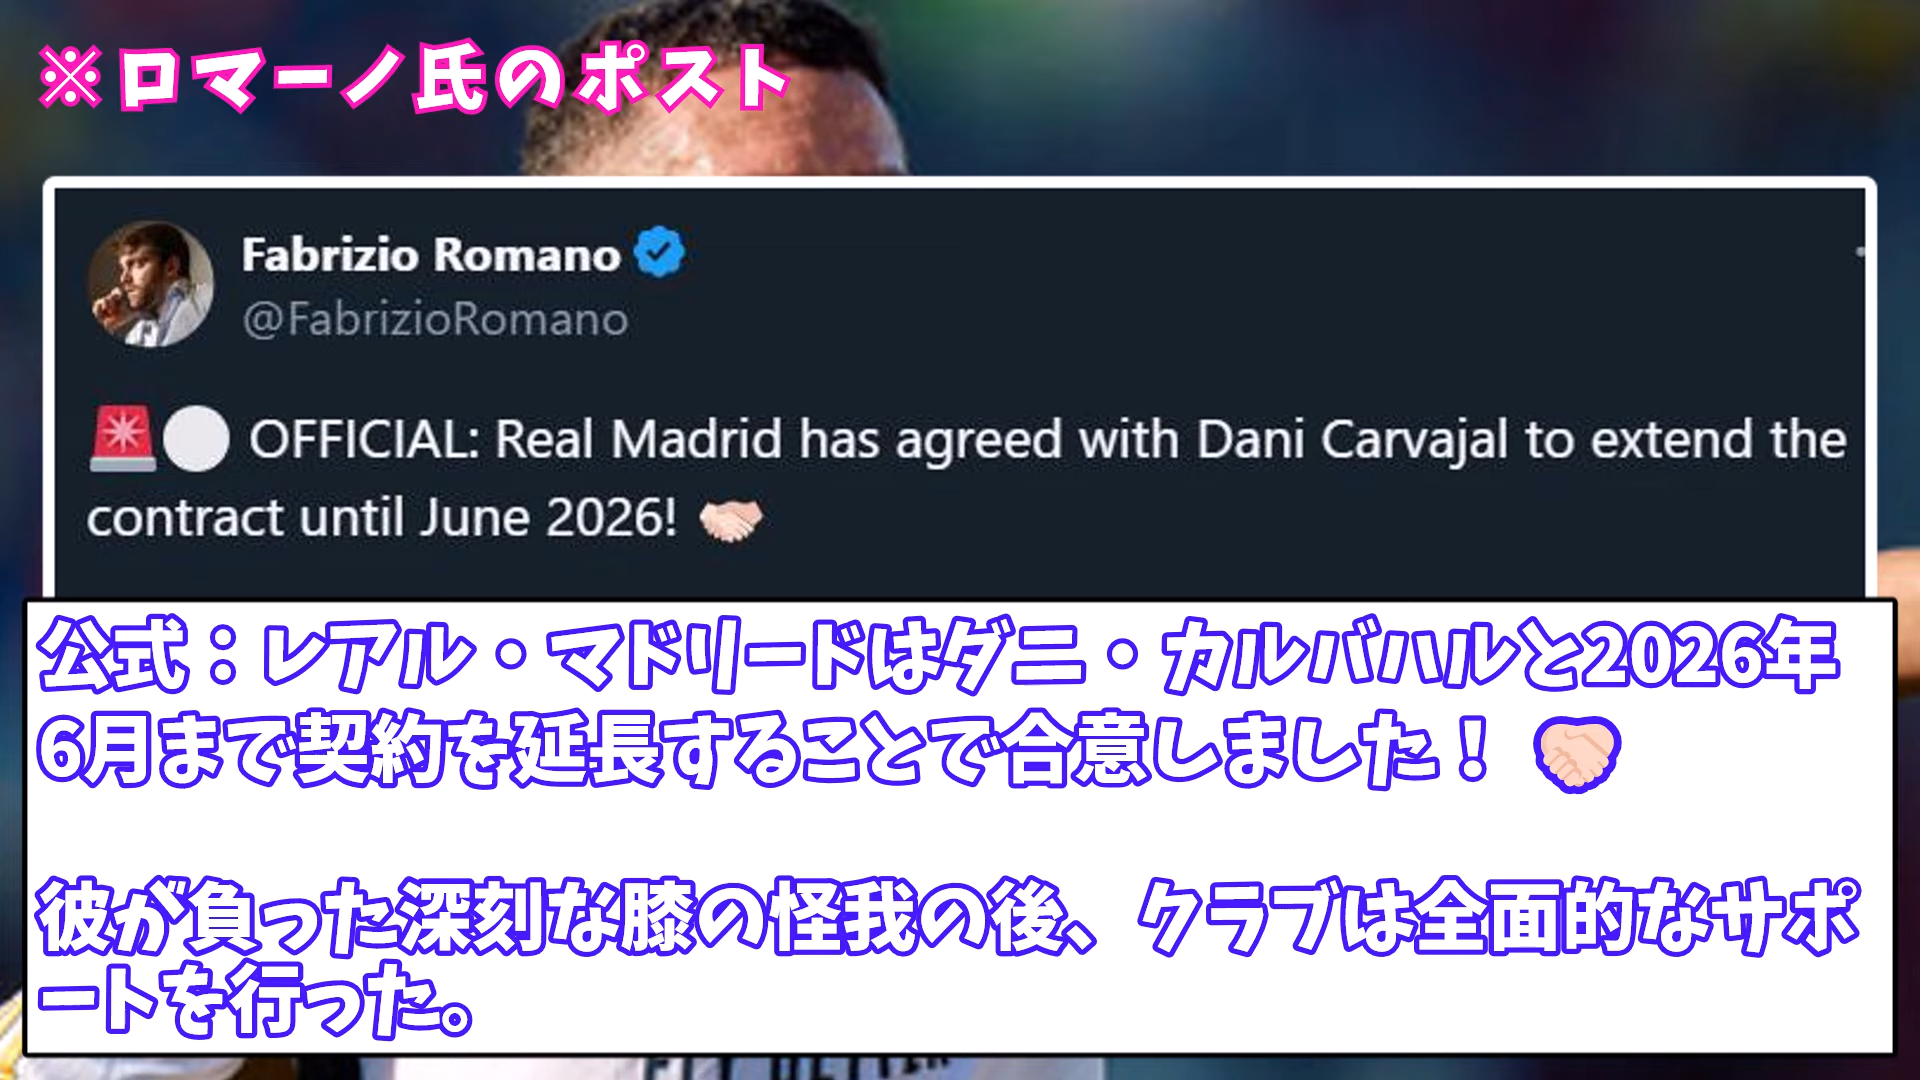 ※ロマーノ氏のポスト
Fabrizio Romano
@FabrizioRomano
🚨⚪ OFFICIAL: Real Madrid has agreed with Dani Carvajal to extend the
contract until June 2026! 🤝🏻
公式：レアル・マドリードはダニ・カルバハルと2026年
6月まで契約を延長することで合意しました！ 🤝🏻
彼が負った深刻な膝の怪我の後、クラブは全面的なサポ
ートを行った。